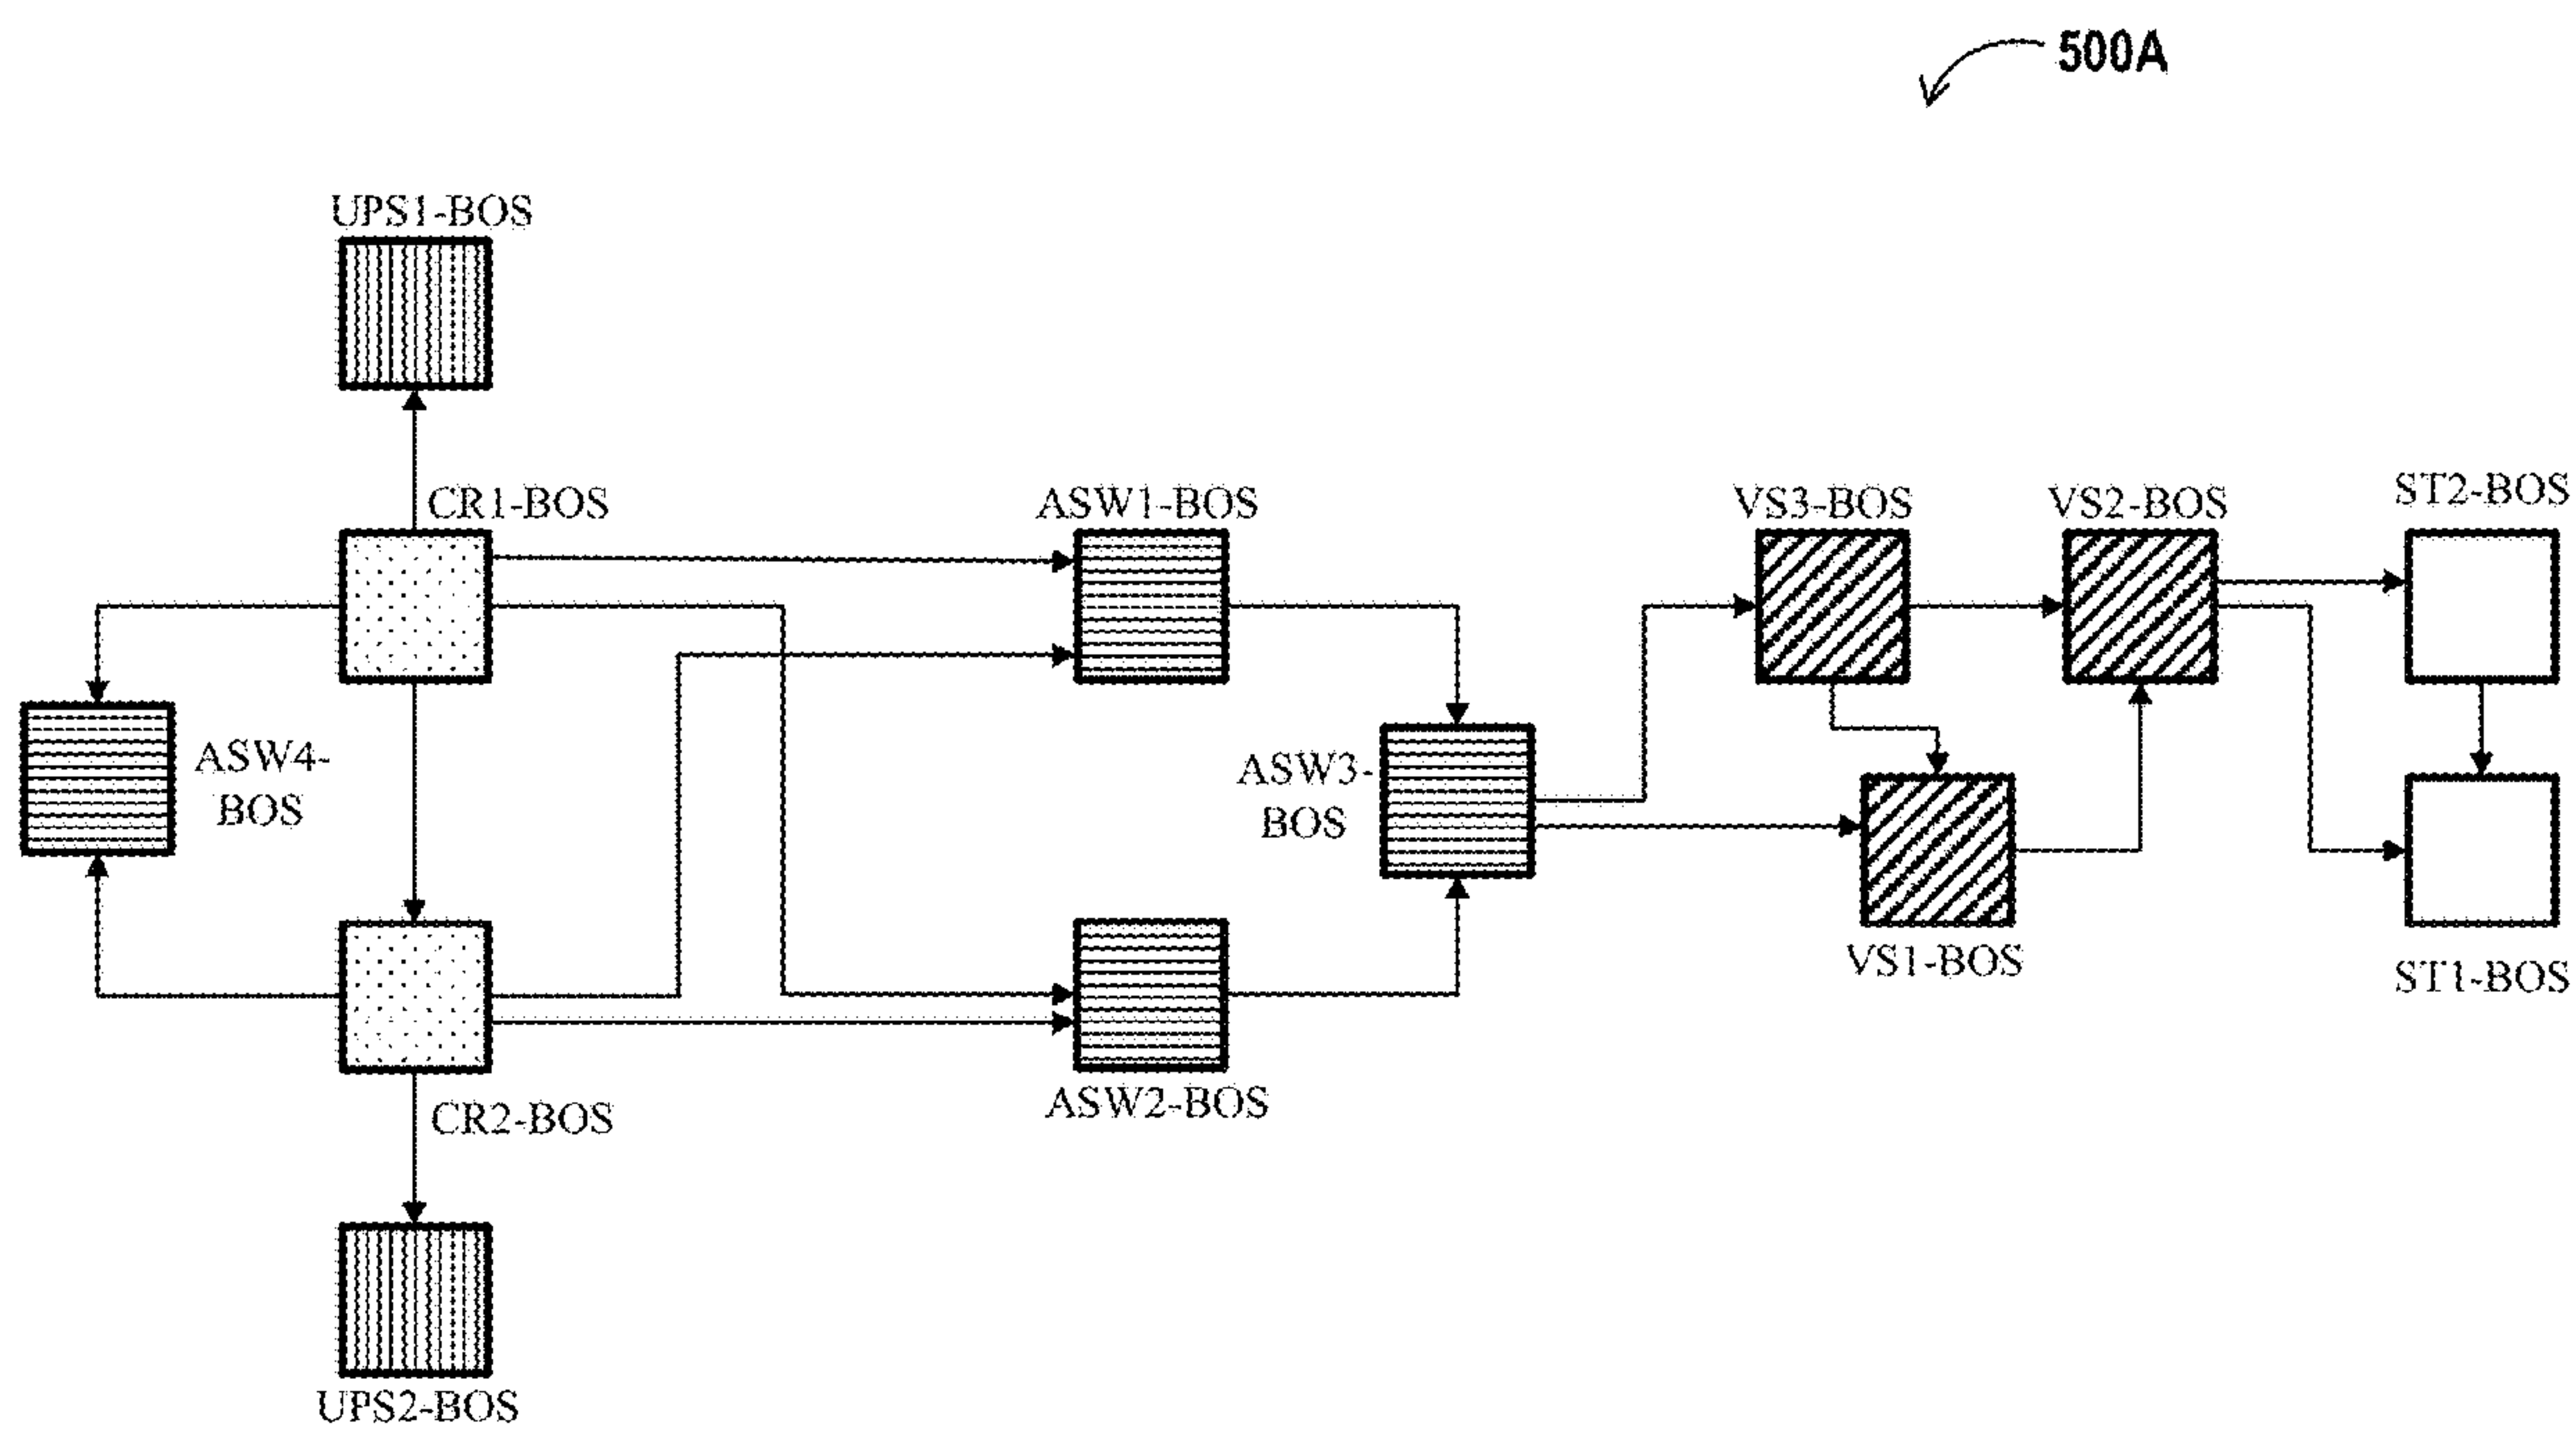 500A
UPS1-BOS
CR1-BOS
ASW1-BOS
VS3-BOS
VS2-BOS
ST2-BOS
ASW4-
BOS
ASW3-
BOS
VS1-BOS
ST1-BOS
CR2-BOS
ASW2-BOS
UPS2-BOS